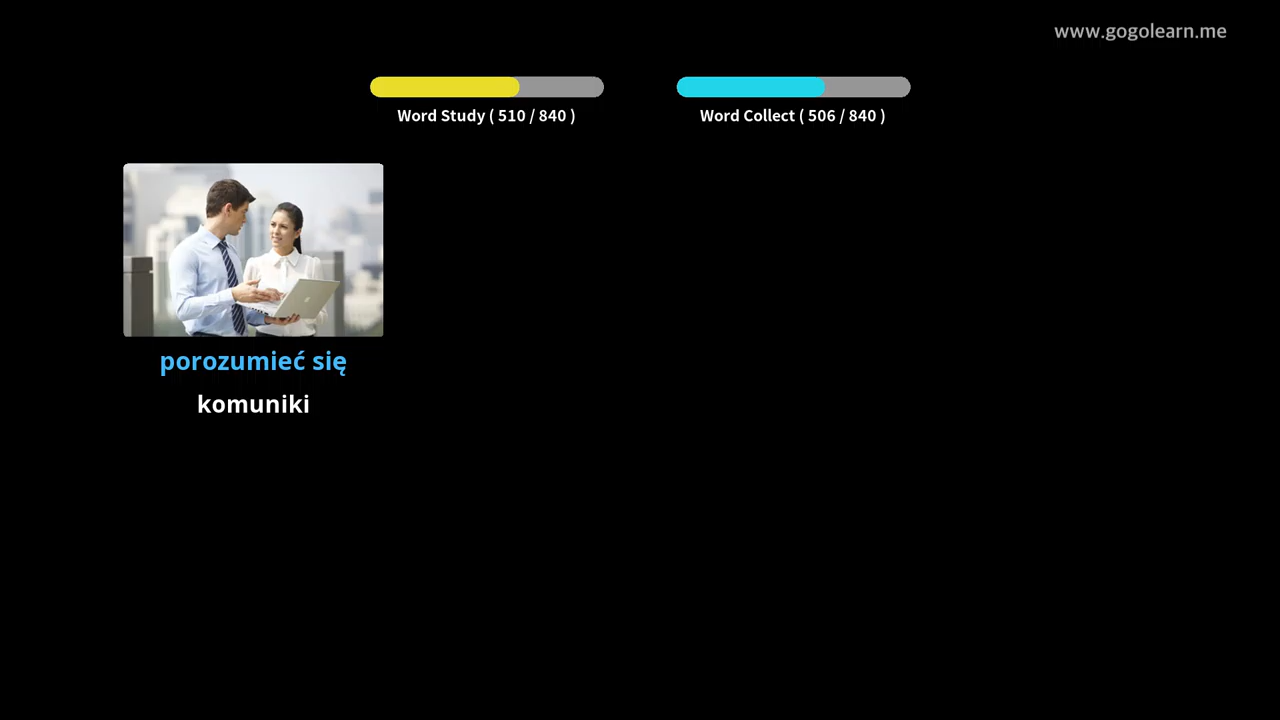 www.gogolearn.me
Word Study ( 510 / 840 )
Word Collect ( 506 / 840 )
porozumieć się
komuniki